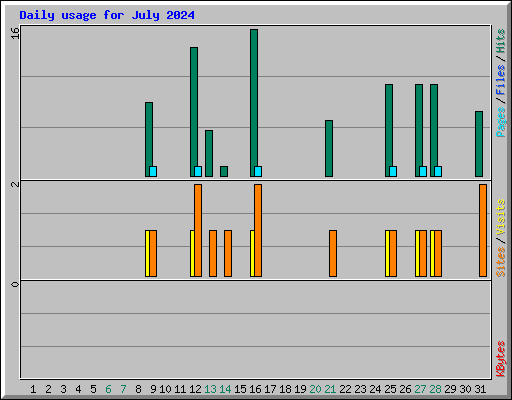 Daily usage for July 2024
16
2
0
Pages / Files / Hits
Sites / Visits
KBytes
1 2 3 4 5 6 7 8 9 10 11 12 13 14 15 16 17 18 19 20 21 22 23 24 25 26 27 28 29 30 31